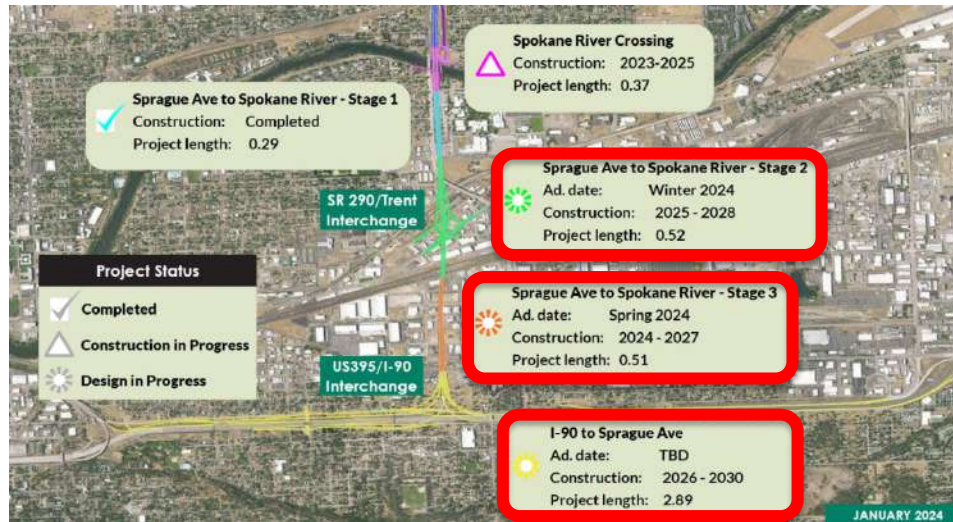 Spokane River Crossing
Construction: 2023-2025
Project length: 0.37
Sprague Ave to Spokane River - Stage 1
Construction: Completed
Project length: 0.29
Sprague Ave to Spokane River - Stage 2
Ad. date: Winter 2024
Construction: 2025 - 2028
Project length: 0.52
SR 290/Trent
Interchange
Project Status
Completed
Construction in Progress
Design in Progress
Sprague Ave to Spokane River - Stage 3
Ad. date: Spring 2024
Construction: 2024 - 2027
Project length: 0.51
US395/I-90
Interchange
I-90 to Sprague Ave
Ad. date: TBD
Construction: 2026 - 2030
Project length: 2.89
JANUARY 2024